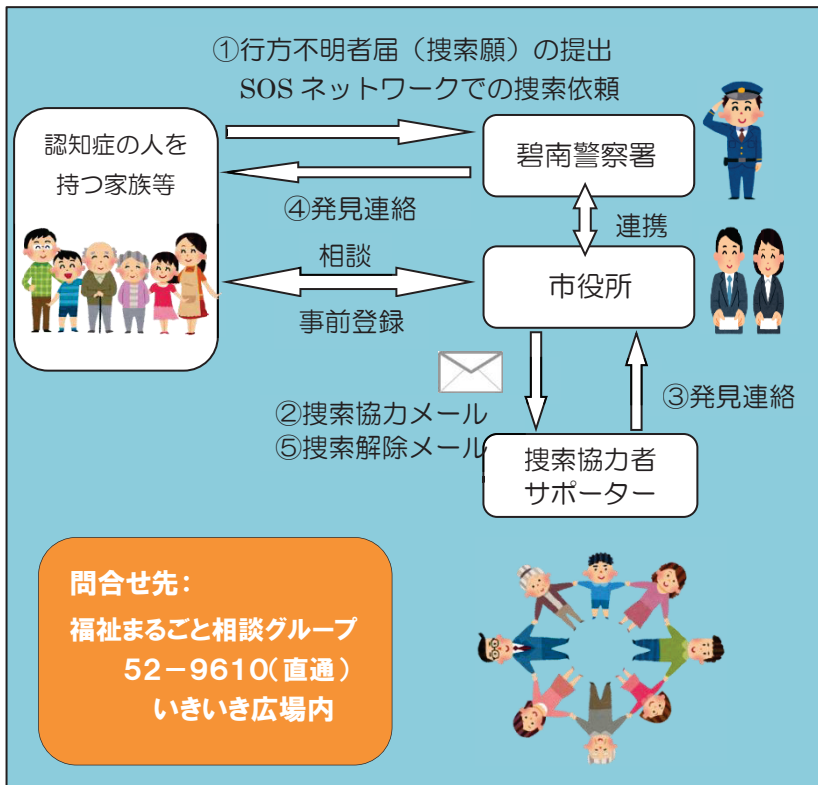 ①行方不明者届（捜索願）の提出
SOSネットワークでの捜索依頼
認知症の人を
持つ家族等
碧南警察署
④発見連絡
連携
相談
市役所
事前登録
②捜索協力メール
⑤捜索解除メール
③発見連絡
捜索協力者
サポーター
問合せ先：
福祉まるごと相談グループ
52－9610（直通）
いきいき広場内